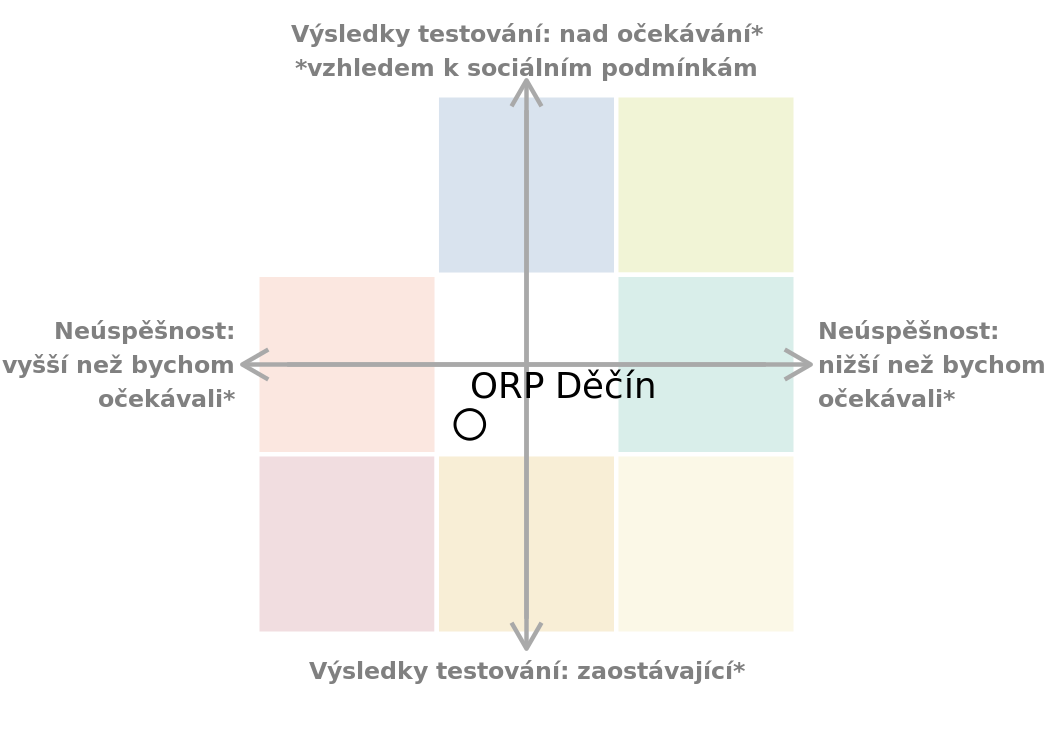 Výsledky testování: nad očekávání*
*vzhledem k sociálním podmínkám
Neúspěšnost:
vyšší než bychom
očekávali*
Neúspěšnost:
nižší než bychom
očekávali*
ORP Děčín
Výsledky testování: zaostávající*